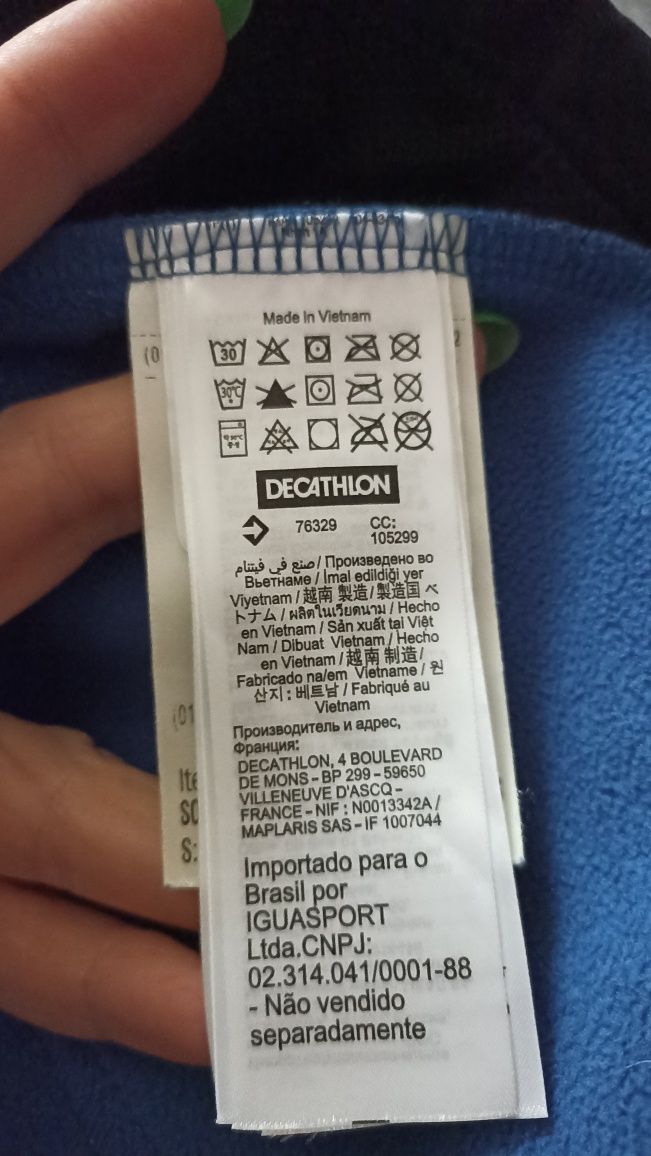 Made in Vietnam
30
30°C
DECATHLON
76329 CC:
105299
صنع في فيتنام / Произведено во
Вьетнаме / İmal edildiği yer
Viyetnam / 越南 製造 / 製造国 ベ
トナム / ผลิตในเวียดนาม / Hecho
en Vietnam / Sản xuất tại Việt
Nam / Dibuat Vietnam / Hecho
en Vietnam / 越南 制造 /
Fabricado na/em Vietname / 원
산지 : 베트남 / Fabriqué au
Vietnam
Производитель и адрес,
Франция:
DECATHLON, 4 BOULEVARD
DE MONS - BP 299 - 59650
VILLENEUVE D'ASCQ -
FRANCE - NIF : N0013342A /
MAPLARIS SAS - IF 1007044
Importado para o
Brasil por
IGUASPORT
Ltda.CNPJ:
02.314.041/0001-88
- Não vendido
separadamente
(0
2
(01
Ite
S: